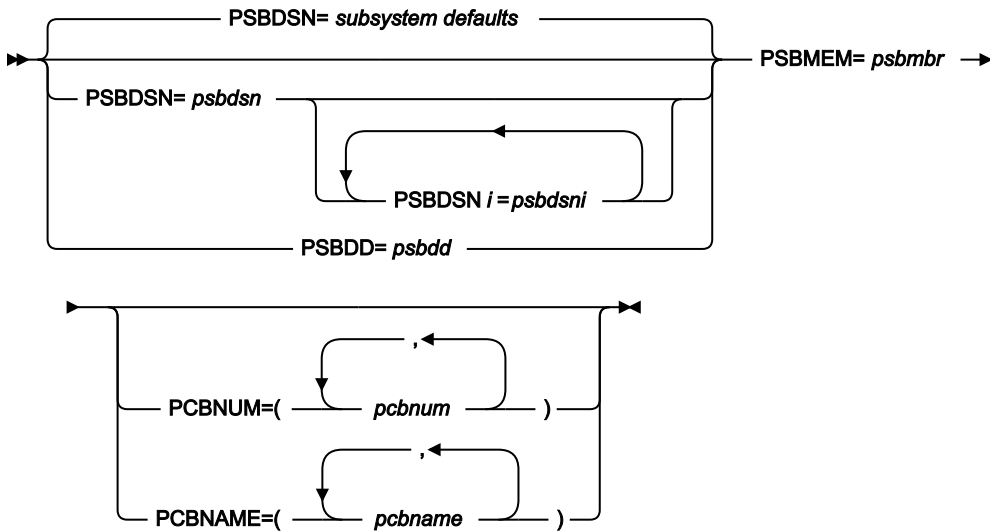 PSBDSN= subsystem defaults
PSBMEM= psbmbr
PSBDSN= psbdsn
PSBDSN i =psbdsni
PSBDD= psbdd
,
PCBNUM=( pcbnum )
,
PCBNAME=( pcbname )